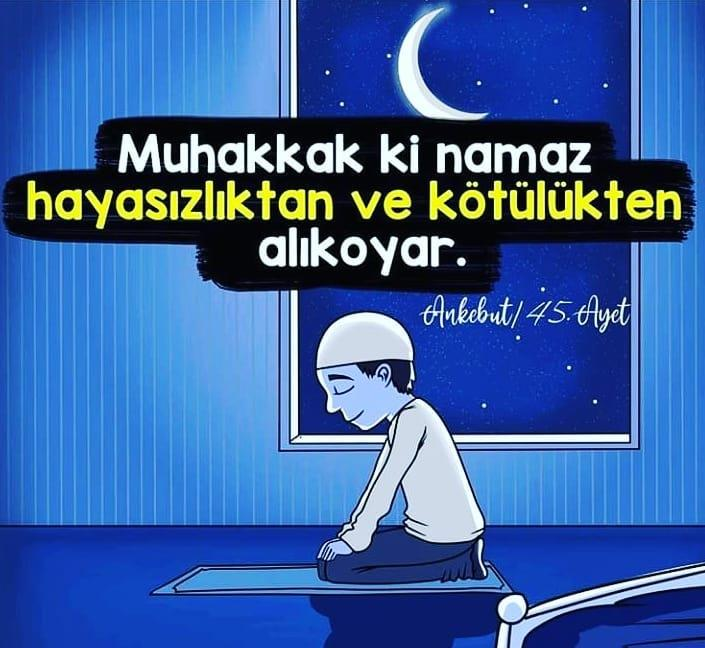 Muhakkak ki namaz
hayasızlıktan ve kötülükten
alıkoyar.
Ankebut/ 45. Ayet